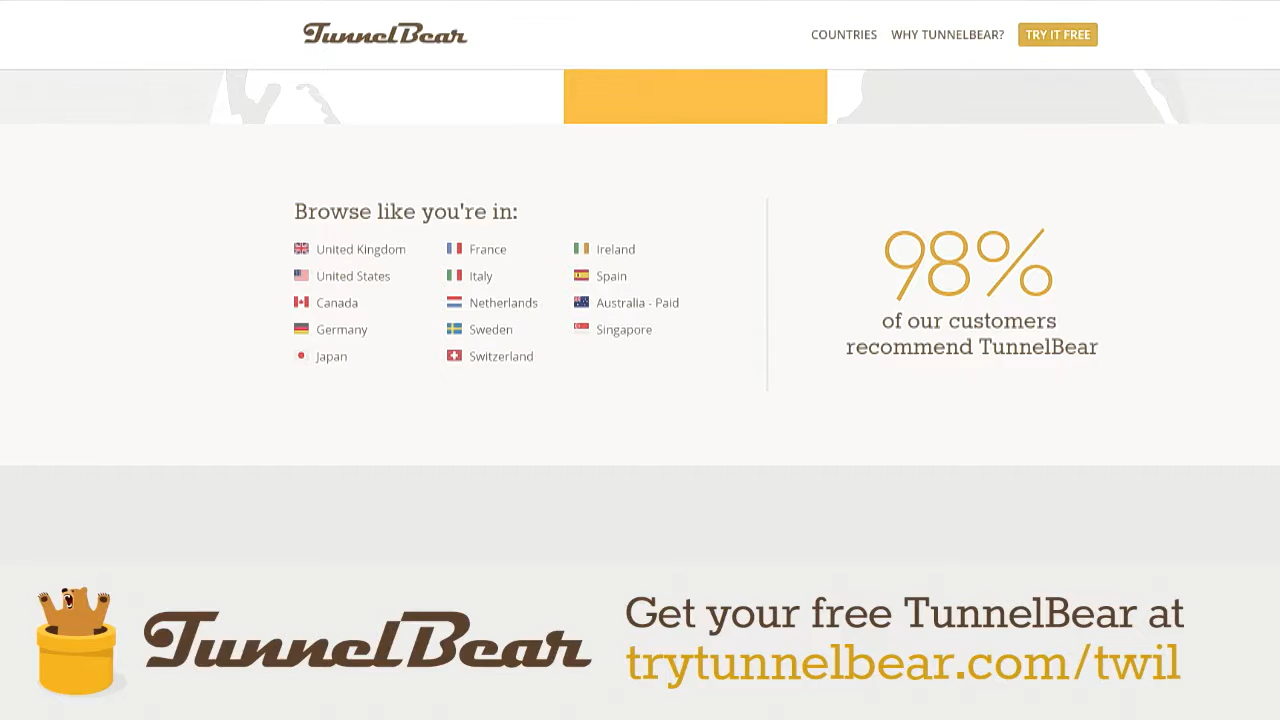 TunnelBear
COUNTRIES WHY TUNNELBEAR? TRY IT FREE
Browse like you're in:
United Kingdom
United States
Canada
Germany
Japan
France
Italy
Netherlands
Sweden
Switzerland
Ireland
Spain
Australia - Paid
Singapore
98%
of our customers
recommend TunnelBear
TunnelBear
Get your free TunnelBear at
trytunnelbear.com/twil